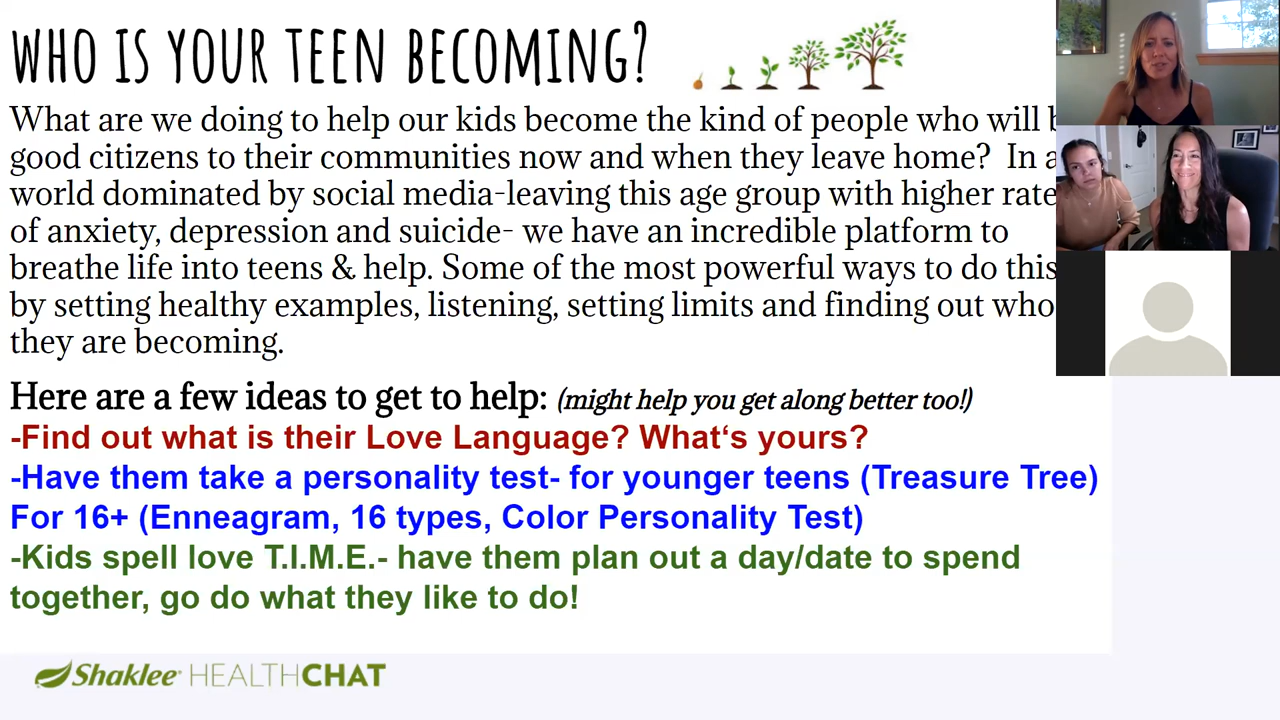 WHO IS YOUR TEEN BECOMING?
What are we doing to help our kids become the kind of people who will
good citizens to their communities now and when they leave home? In a
world dominated by social media-leaving this age group with higher rate
of anxiety, depression and suicide- we have an incredible platform to
breathe life into teens & help. Some of the most powerful ways to do this
by setting healthy examples, listening, setting limits and finding out who
they are becoming.
Here are a few ideas to get to help: (might help you get along better too!)
-Find out what is their Love Language? What‘s yours?
-Have them take a personality test- for younger teens (Treasure Tree)
For 16+ (Enneagram, 16 types, Color Personality Test)
-Kids spell love T.I.M.E.- have them plan out a day/date to spend
together, go do what they like to do!
Shaklee HEALTHCHAT